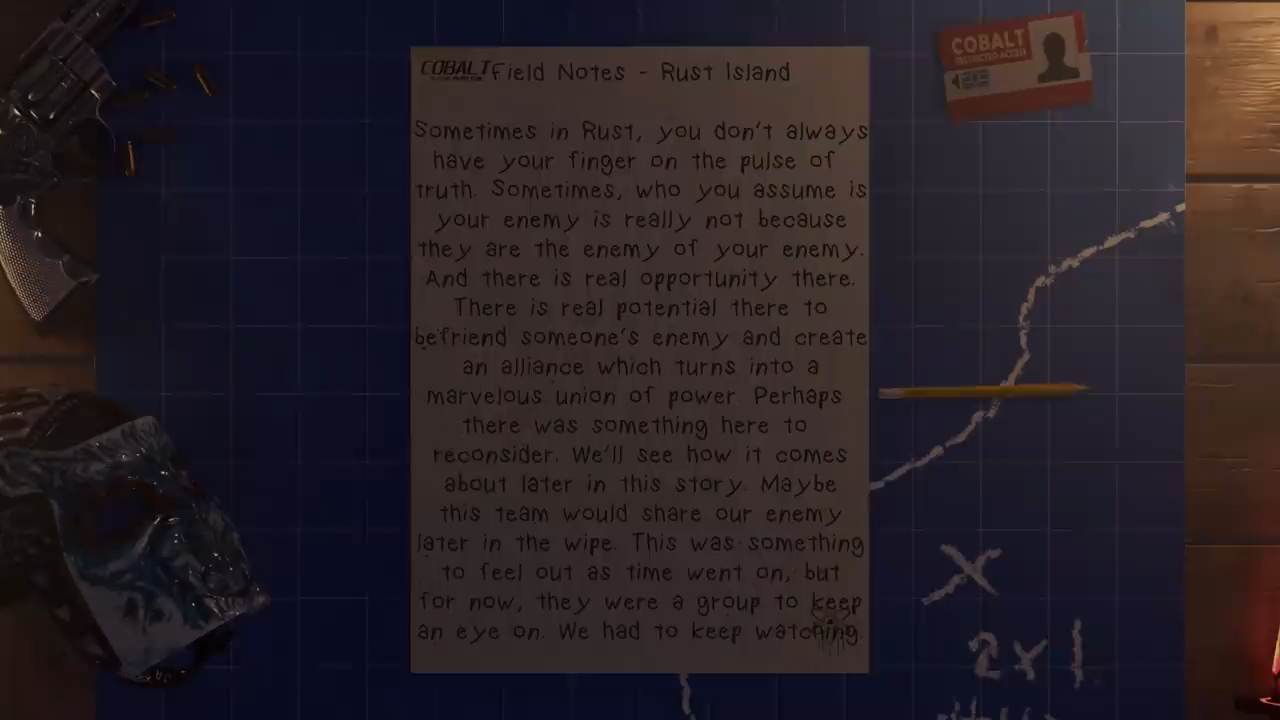 COBALT Field Notes - Rust Island
Sometimes in Rust, you don't always
have your finger on the pulse of
truth. Sometimes, who you assume is
your enemy is really not because
they are the enemy of your enemy.
And there is real opportunity there.
There is real potential there to
befriend someone's enemy and create
an alliance which turns into a
marvelous union of power. Perhaps
there was something here to
reconsider. We'll see how it comes
about later in this story. Maybe
this team would share our enemy
later in the wipe. This was something
to feel out as time went on, but
for now, they were a group to keep
an eye on. We had to keep watching.
COBALT
RESTRICTED ACCESS
X
2x1